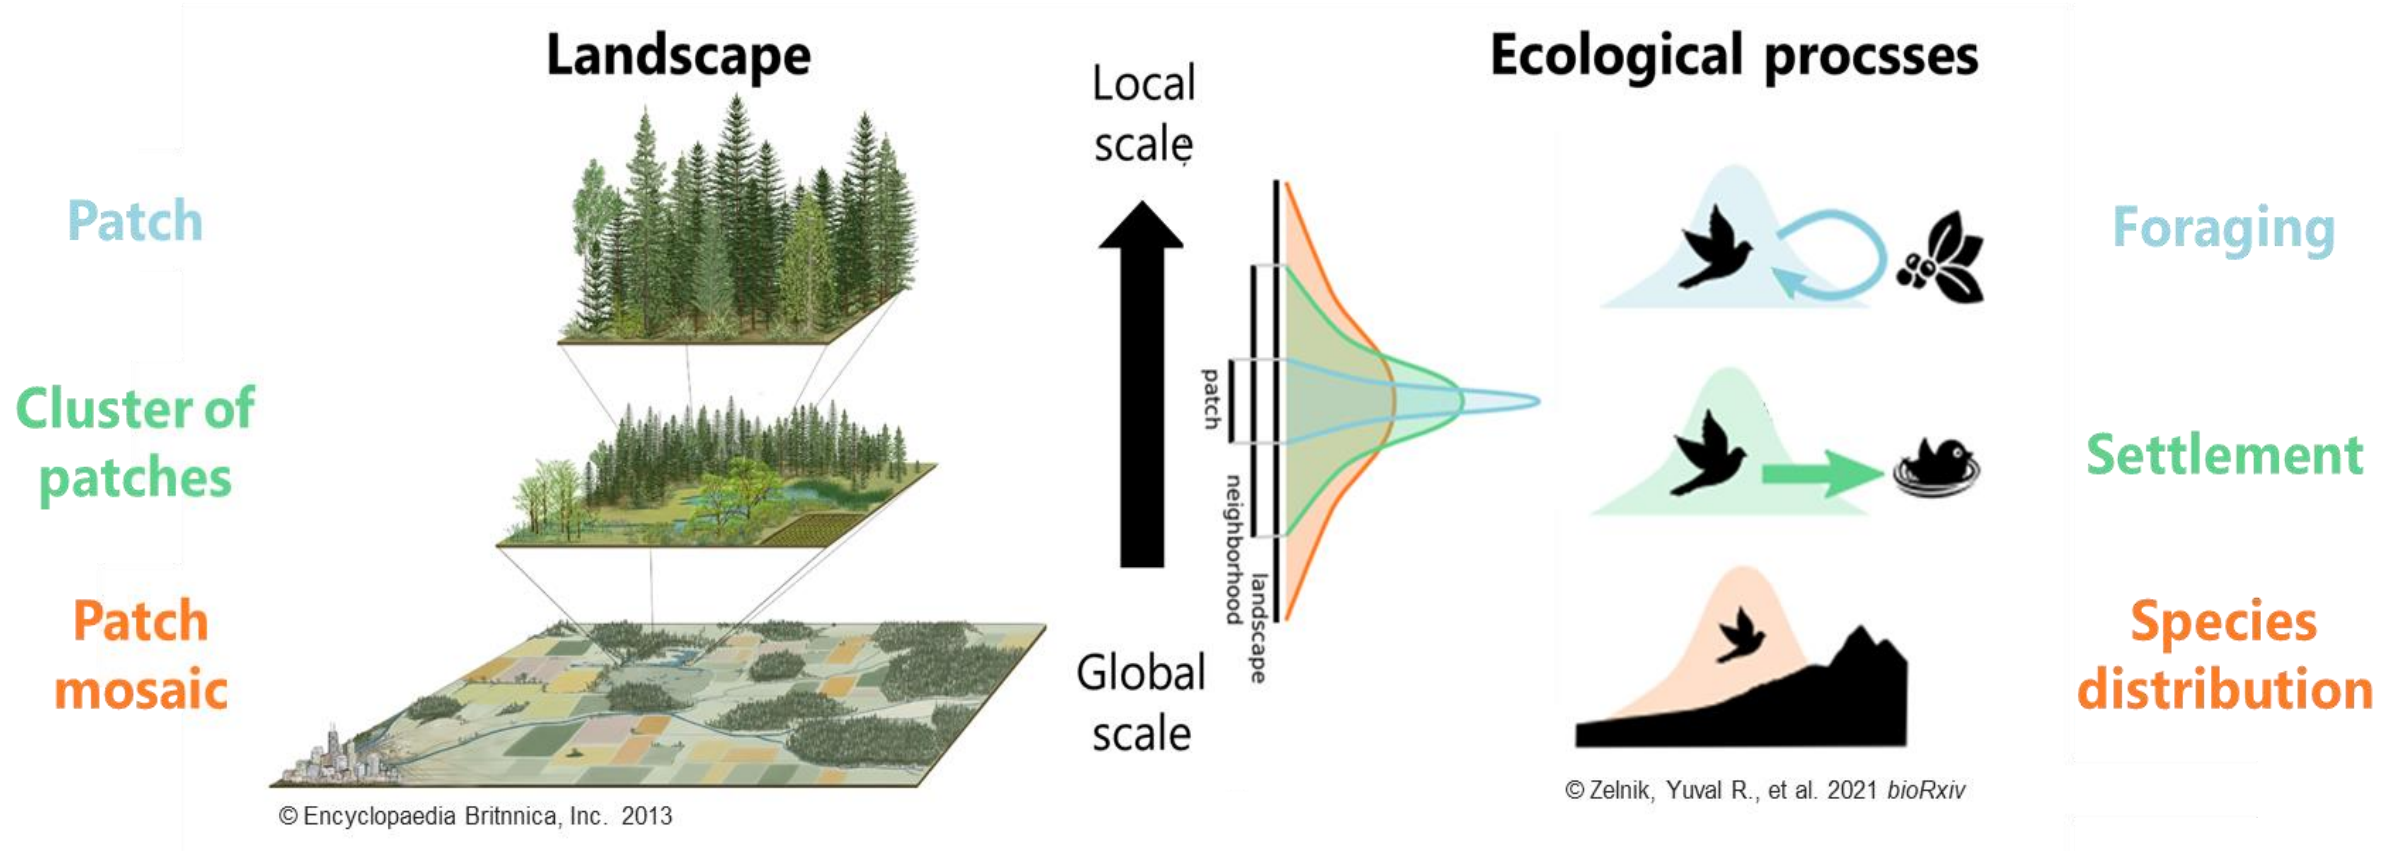 Landscape
Ecological procsses
Local
scale
Patch
Foraging
Cluster of
patches
patch
neighborhood
landscape
Settlement
Patch
mosaic
Global
scale
Species
distribution
© Encyclopaedia Britnnica, Inc. 2013
© Zelnik, Yuval R., et al. 2021 bioRxiv